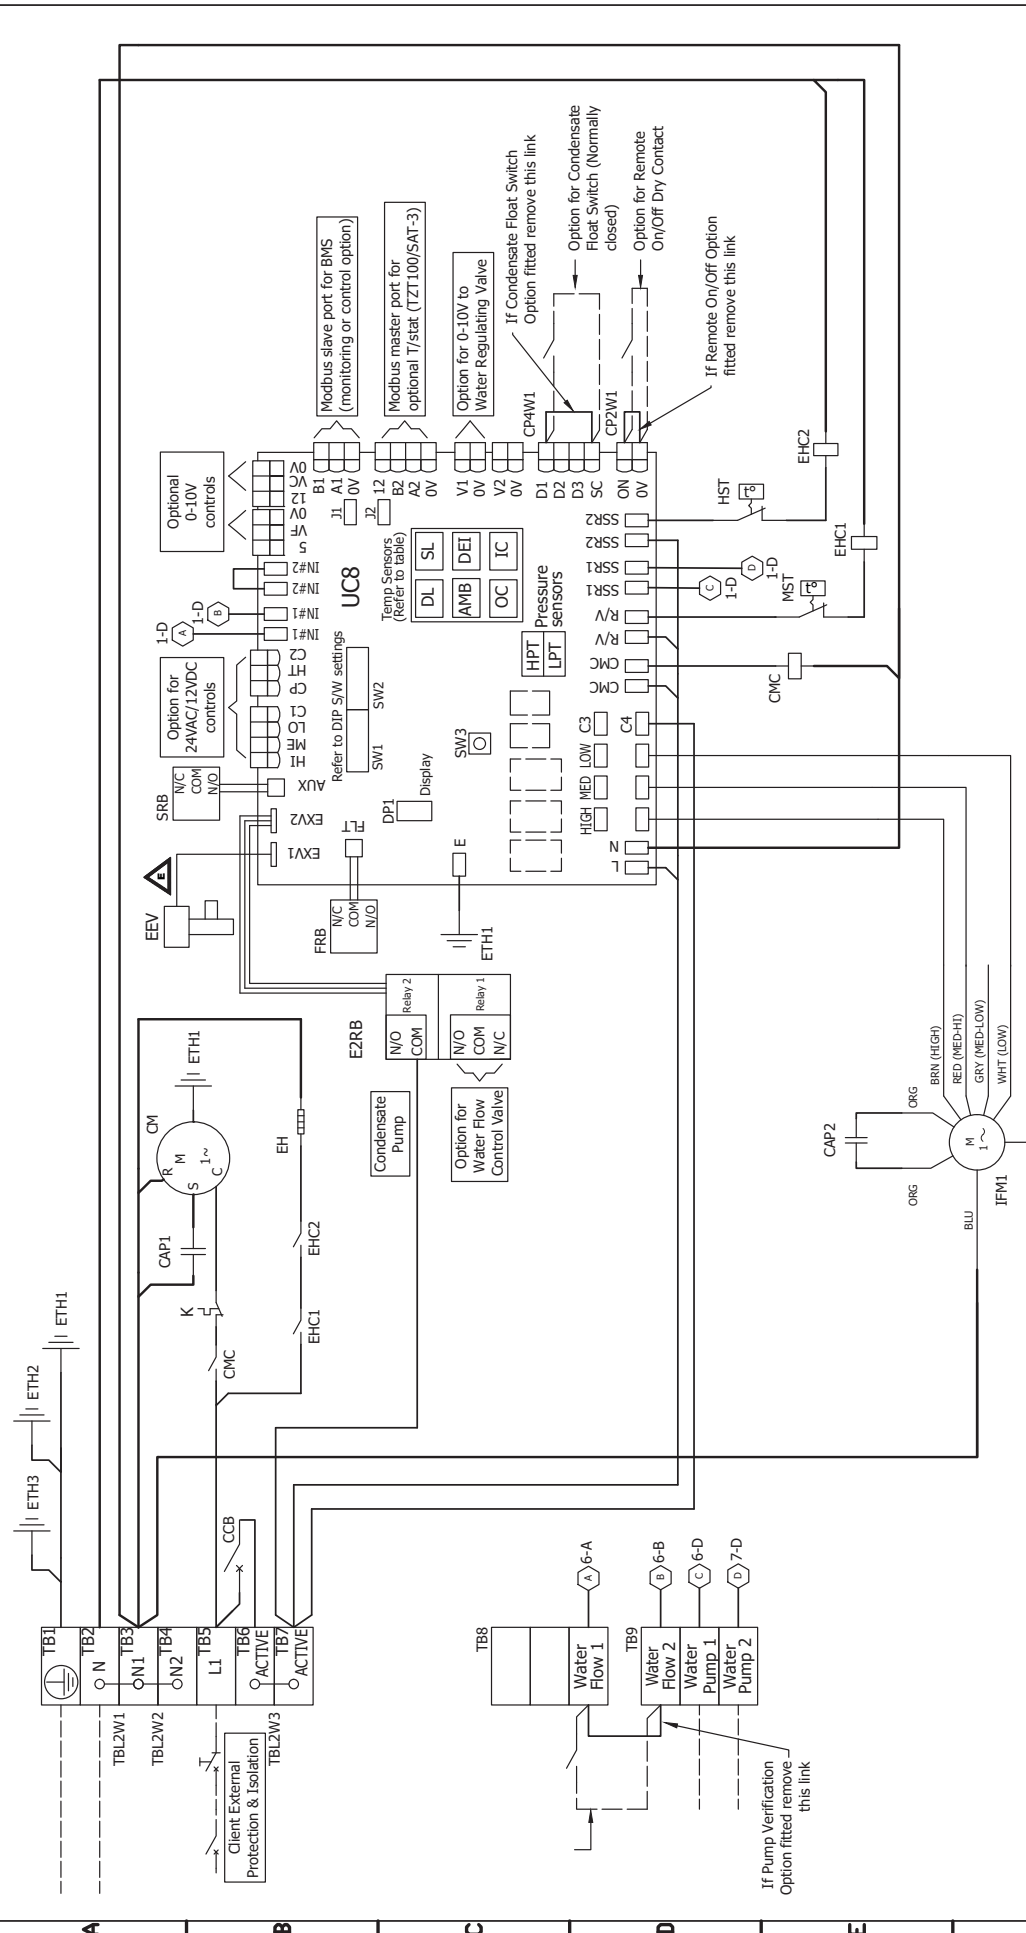 TB1
TB2
N
TB3
N1
TB4
N2
TB5
L1
TB6
ACTIVE
TB7
ACTIVE
TBL2W1
TBL2W2
TBL2W3
Client External
Protection & Isolation
ETH3
ETH2
ETH1
CCB
CMC
K
CAP1
CM
R
S
C
M
1~
ETH1
EHC1
EHC2
EH
Condensate
Pump
Option for
Water Flow
Control Valve
E2RB
N/O
COM
Relay 2
N/O
COM
N/C
Relay 1
EEV
E
SRB
N/C
COM
N/O
FRB
N/C
COM
N/O
ETH1
Option for
24VAC/12VDC
controls
1-D
A
1-D
B
Optional
0-10V
controls
EXV1
EXV2
AUX
HI
ME
LO
C1
CP
HT
C2
IN#1
IN#1
IN#2
IN#2
5
VF
0V
12
VC
0V
FLT
E
DP1
Display
Refer to DIP S/W settings
SW1
SW2
SW3
UC8
J1
J2
Temp Sensors
(Refer to table)
DL
SL
AMB
DEI
OC
IC
HPT
LPT
Pressure
sensors
B1
A1
0V
12
B2
A2
0V
V1
0V
V2
0V
D1
D2
D3
SC
ON
0V
Modbus slave port for BMS
(monitoring or control option)
Modbus master port for
optional T/stat (TZT100/SAT-3)
Option for 0-10V to
Water Regulating Valve
CP4W1
If Condensate Float Switch
Option fitted remove this link
Option for Condensate
Float Switch (Normally
closed)
CP2W1
Option for Remote
On/Off Dry Contact
If Remote On/Off Option
fitted remove this link
L
N
HIGH
MED
LOW
C3
C4
CMC
CMC
R/V
R/V
SSR1
SSR1
SSR2
SSR2
CMC
C
1-D
D
1-D
MST
t°
EHC1
HST
t°
EHC2
TB8
Water
Flow 1
TB9
Water
Flow 2
Water
Pump 1
Water
Pump 2
A
6-A
B
6-B
C
6-D
D
7-D
If Pump Verification
Option fitted remove
this link
CAP2
ORG
ORG
BLU
M
1~
IFM1
BRN (HIGH)
RED (MED-HI)
GRY (MED-LOW)
WHT (LOW)
A
B
C
D
E